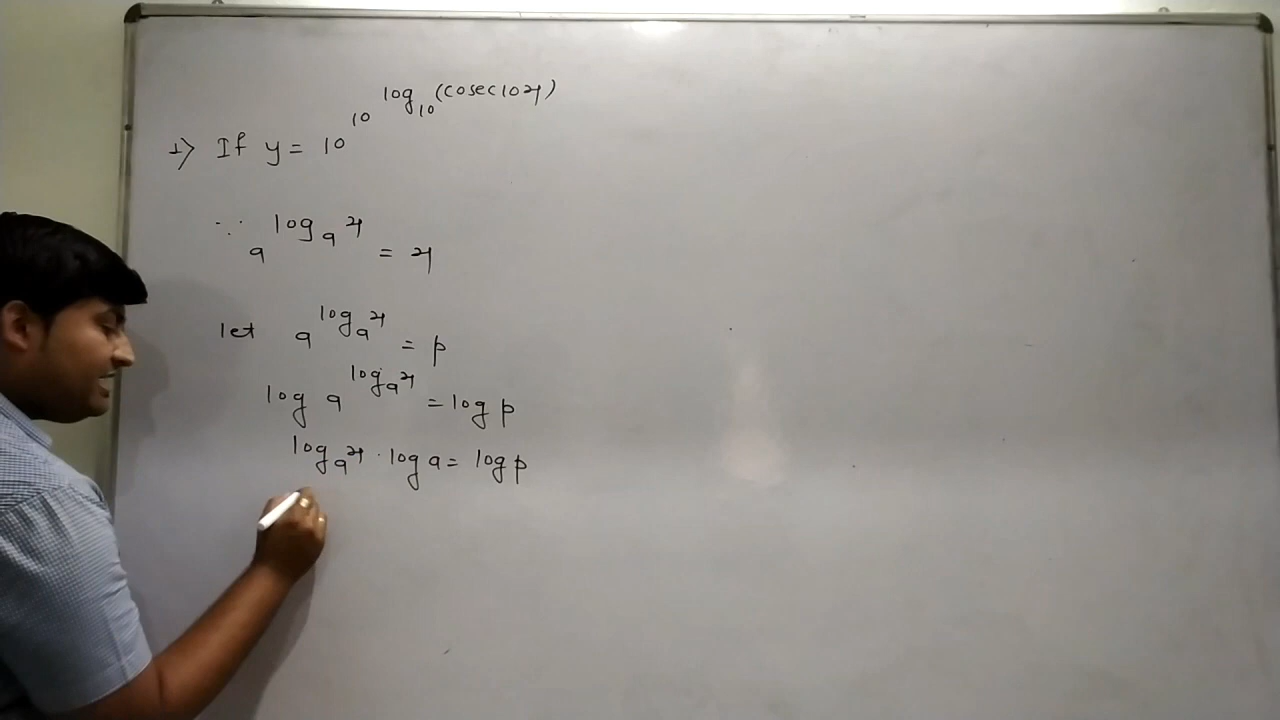 1> If y = 10^10^log₁₀(cosec10x)
∵ a^logₐx = x
let a^logₐx = p
log a^logₐx = log p
logₐx . log a = log p